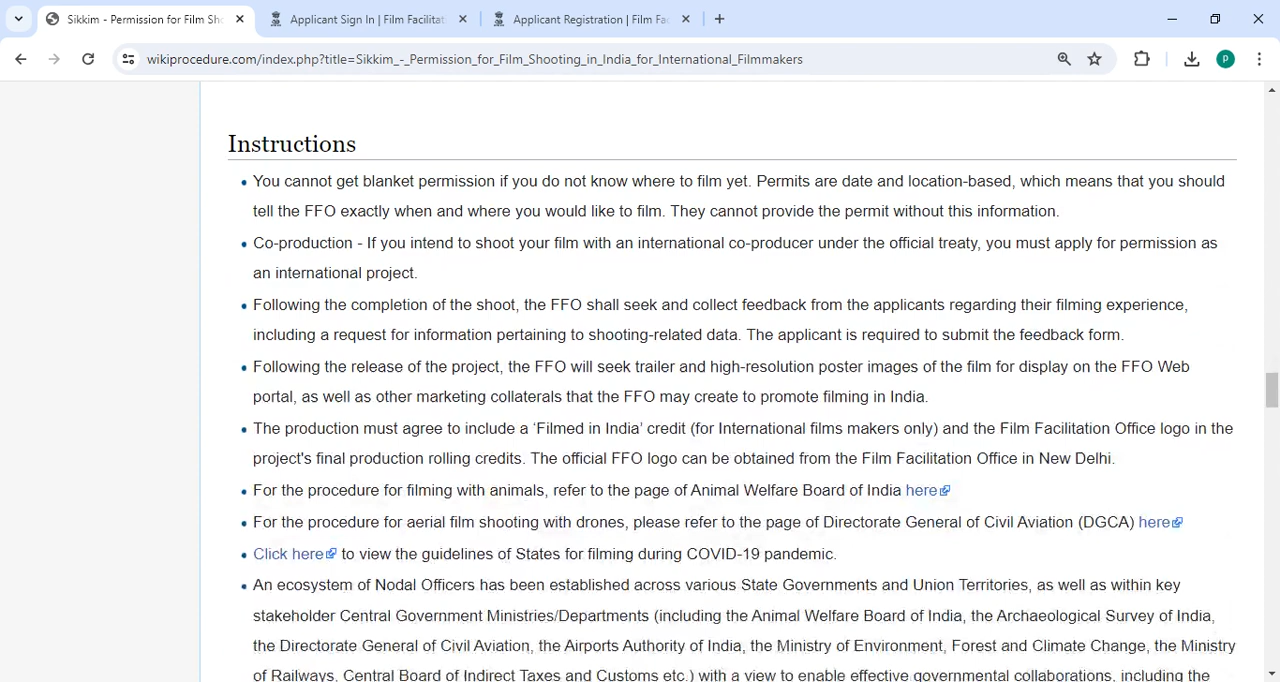 Sikkim - Permission for Film Sho
Applicant Sign In | Film Facilitat
Applicant Registration | Film Fac
wikiprocedure.com/index.php?title=Sikkim_-_Permission_for_Film_Shooting_in_India_for_International_Filmmakers
P
Instructions
You cannot get blanket permission if you do not know where to film yet. Permits are date and location-based, which means that you should
tell the FFO exactly when and where you would like to film. They cannot provide the permit without this information.
Co-production - If you intend to shoot your film with an international co-producer under the official treaty, you must apply for permission as
an international project.
Following the completion of the shoot, the FFO shall seek and collect feedback from the applicants regarding their filming experience,
including a request for information pertaining to shooting-related data. The applicant is required to submit the feedback form.
Following the release of the project, the FFO will seek trailer and high-resolution poster images of the film for display on the FFO Web
portal, as well as other marketing collaterals that the FFO may create to promote filming in India.
The production must agree to include a ‘Filmed in India’ credit (for International films makers only) and the Film Facilitation Office logo in the
project's final production rolling credits. The official FFO logo can be obtained from the Film Facilitation Office in New Delhi.
For the procedure for filming with animals, refer to the page of Animal Welfare Board of India here
For the procedure for aerial film shooting with drones, please refer to the page of Directorate General of Civil Aviation (DGCA) here
Click here to view the guidelines of States for filming during COVID-19 pandemic.
An ecosystem of Nodal Officers has been established across various State Governments and Union Territories, as well as within key
stakeholder Central Government Ministries/Departments (including the Animal Welfare Board of India, the Archaeological Survey of India,
the Directorate General of Civil Aviation, the Airports Authority of India, the Ministry of Environment, Forest and Climate Change, the Ministry
of Railways, Central Board of Indirect Taxes and Customs etc.) with a view to enable effective governmental collaborations, including the